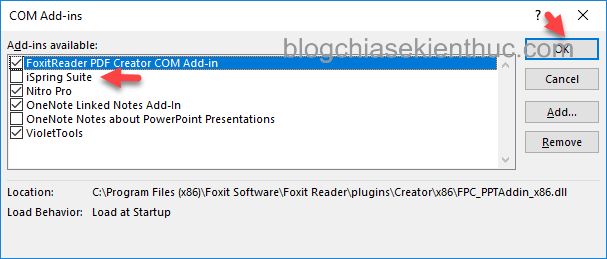 COM Add-ins
?
×
Add-ins available:
FoxitReader PDF Creator COM Add-in
iSpring Suite
Nitro Pro
OneNote Linked Notes Add-In
OneNote Notes about PowerPoint Presentations
VioletTools
OK
Cancel
Add...
Remove
blogchiasekienthuc.com
Location: C:\Program Files (x86)\Foxit Software\Foxit Reader\plugins\Creator\x86\FPC_PPTAddin_x86.dll
Load Behavior: Load at Startup